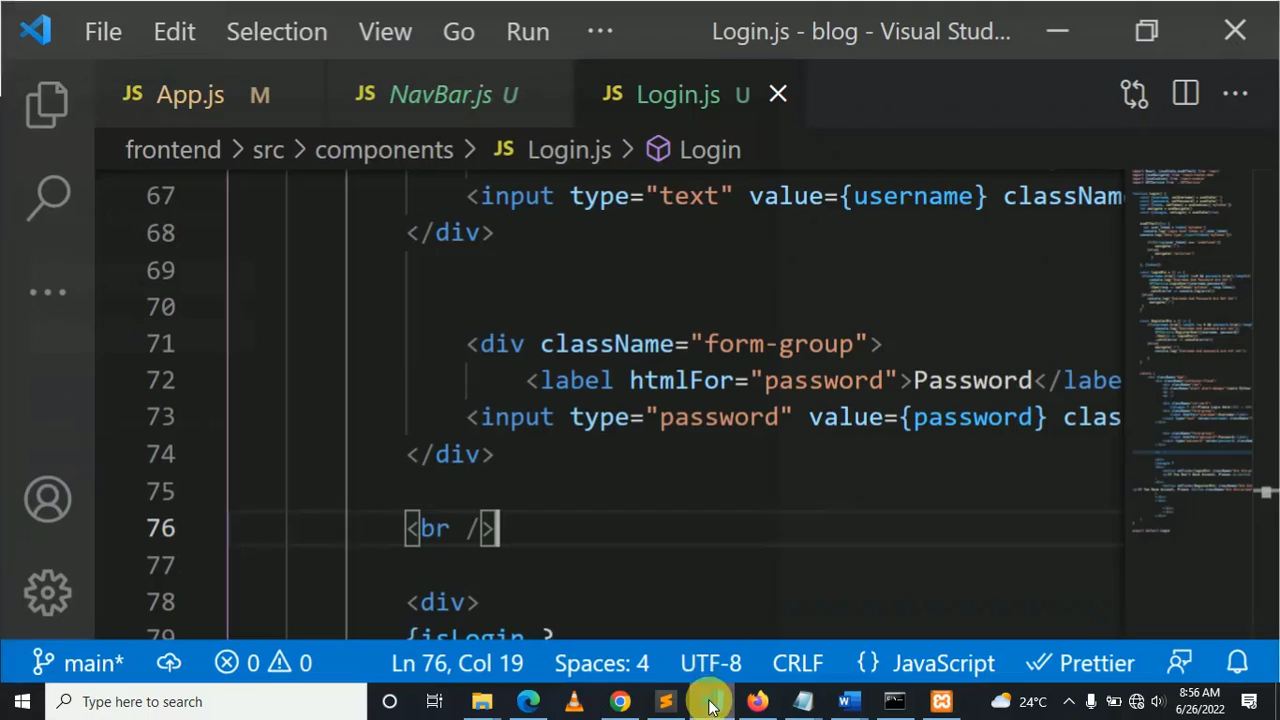 File Edit Selection View Go Run ··· Login.js - blog - Visual Stud...
JS App.js M JS NavBar.js U JS Login.js U
frontend > src > components > JS Login.js > Login
67 <input type="text" value={username} classNam
68 </div>
69
70
71 <div className="form-group">
72 <label htmlFor="password">Password</labe
73 <input type="password" value={password} clas
74 </div>
75
76 <br />
77
78 <div>
79 {isLogin ?
main* 0 0 Ln 76, Col 19 Spaces: 4 UTF-8 CRLF {} JavaScript Prettier
Type here to search 24°C 8:56 AM
6/26/2022